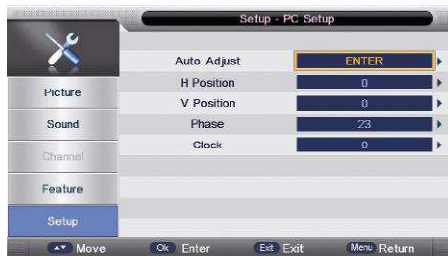 Setup - PC Setup
Auto Adjust ENTER
H Position 0
V Position 0
Phase 23
Clock 0
Picture
Sound
Channel
Feature
Setup
Move Ok Enter Ext Exit Menu Return